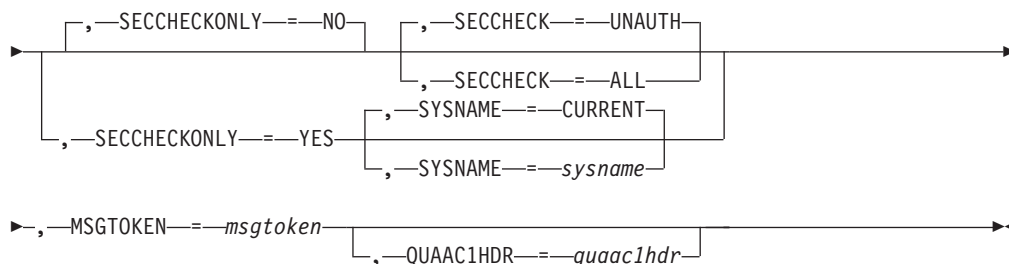 , SECCHECKONLY = NO
, SECCHECK = UNAUTH
, SECCHECK = ALL
, SECCHECKONLY = YES
, SYSNAME = CURRENT
, SYSNAME = sysname
, MSGTOKEN = msgtoken
, QUAAC1HDR = quaac1hdr